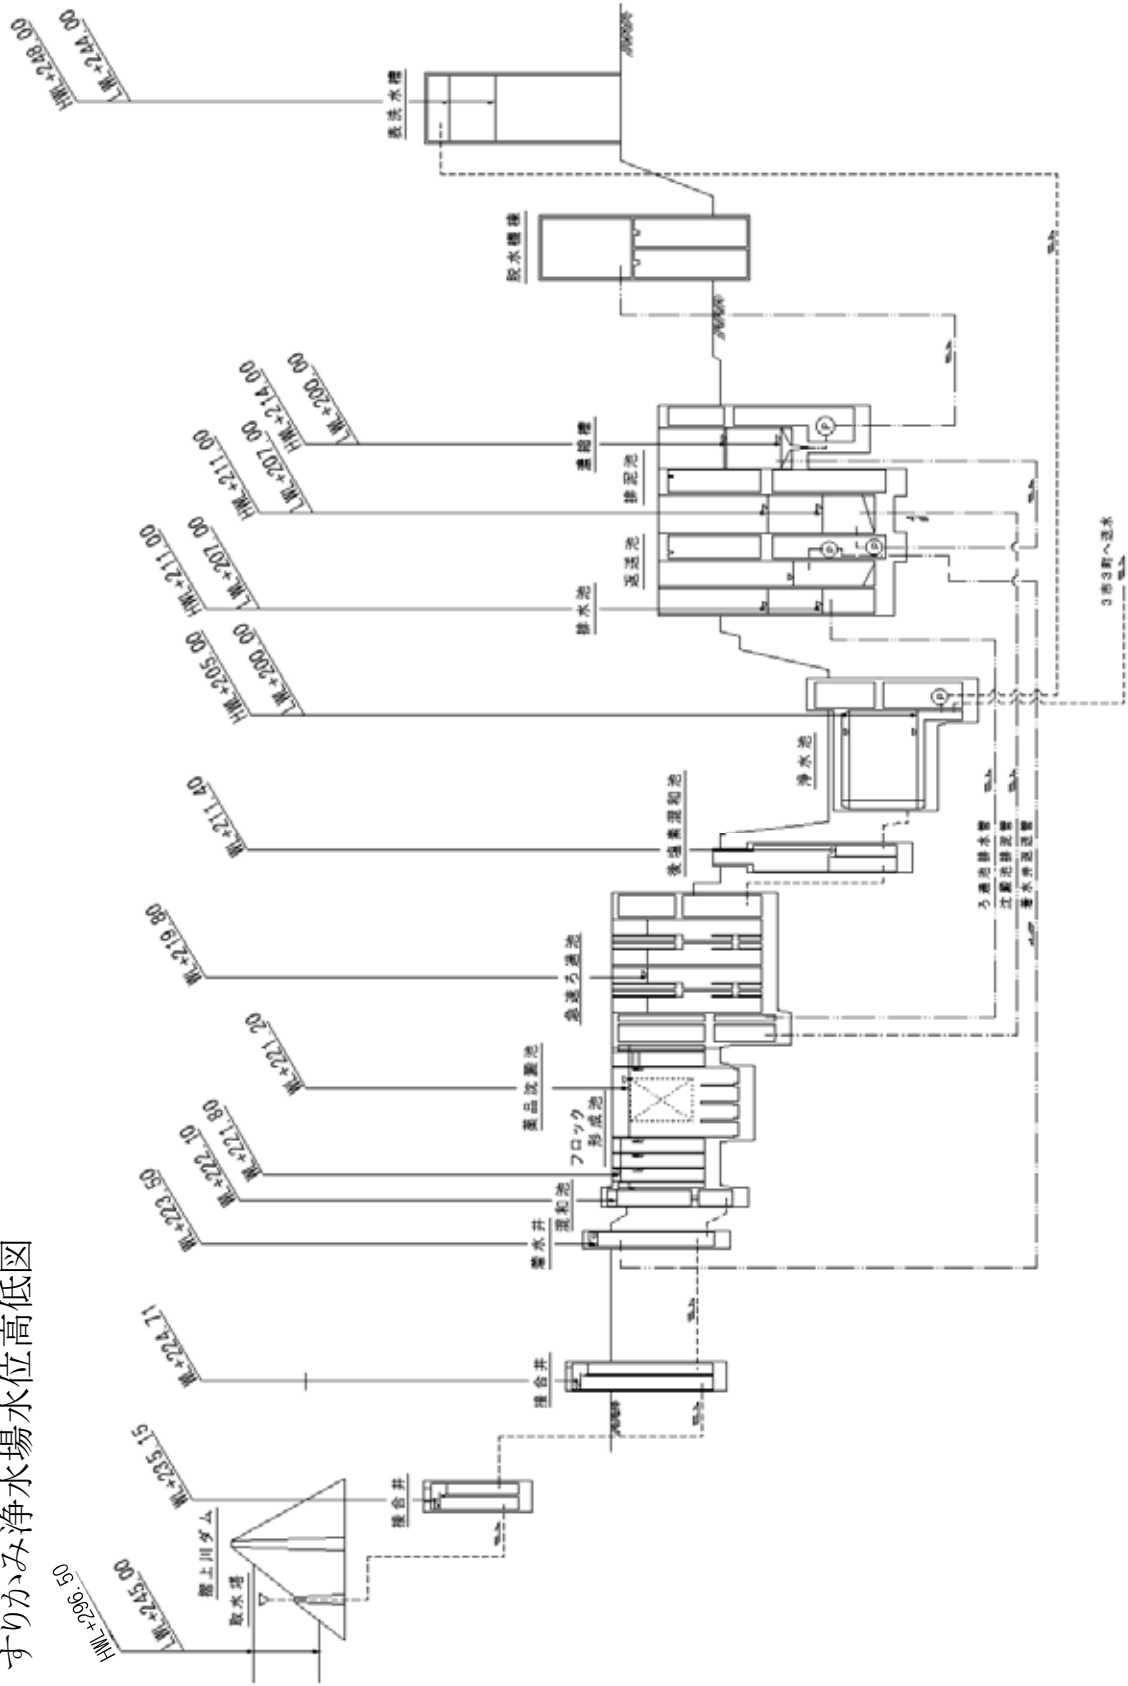 すりかみ浄水場水位高低図
HWL+296.50
LWL+245.00
取水塔
摺上川ダム
WL+235.15
接合井
WL+224.71
接合井
WL+223.50
着水井
WL+222.10
混和池
WL+221.80
フロック
形成池
WL+221.20
薬品沈澱池
WL+219.80
急速ろ過池
WL+211.40
後塩素混和池
HWL+205.00
LWL+200.00
浄水池
HWL+211.00
LWL+207.00
排水池
返送池
HWL+211.00
LWL+207.00
排泥池
HWL+214.00
LWL+200.00
濃縮槽
脱水機棟
HWL+248.00
LWL+244.00
表洗水槽
ろ過池排水管
沈澱池排泥管
着水井返送管
3市3町へ送水
P
P
P
P